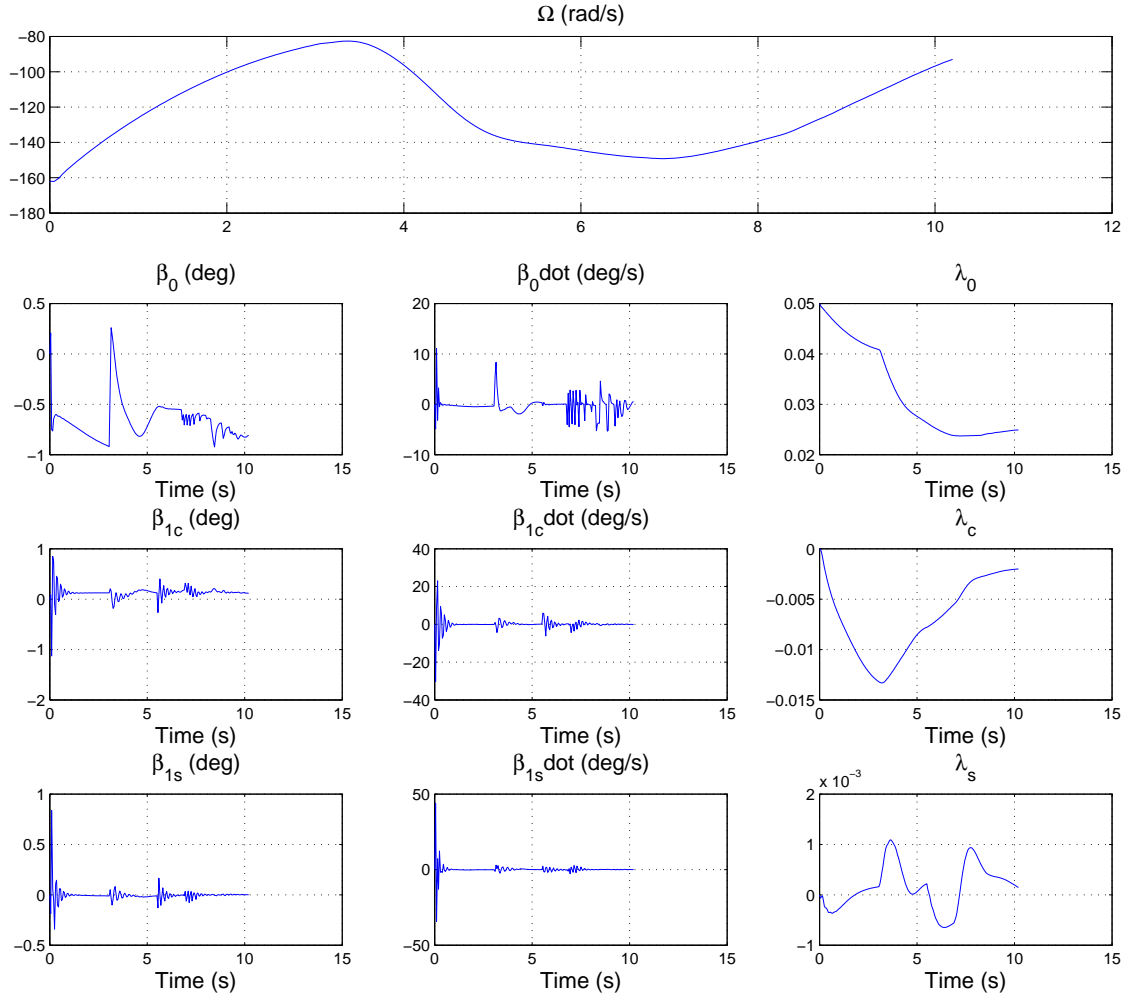 Ω (rad/s)
−80
−100
−120
−140
−160
−180
0 2 4 6 8 10 12
β0 (deg)
0.5
0
−0.5
−1
0 5 10 15
Time (s)
β0dot (deg/s)
20
10
0
−10
0 5 10 15
Time (s)
λ0
0.05
0.04
0.03
0.02
0 5 10 15
Time (s)
β1c (deg)
1
0
−1
−2
0 5 10 15
Time (s)
β1cdot (deg/s)
40
20
0
−20
−40
0 5 10 15
Time (s)
λc
0
−0.005
−0.01
−0.015
0 5 10 15
Time (s)
β1s (deg)
1
0.5
0
−0.5
0 5 10 15
Time (s)
β1sdot (deg/s)
50
0
−50
0 5 10 15
Time (s)
λs
x 10−3
2
1
0
−1
0 5 10 15
Time (s)